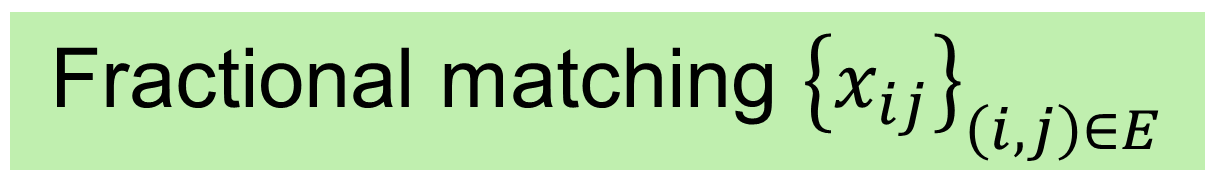 Fractional matching {x_{ij}}_{(i,j)∈E}